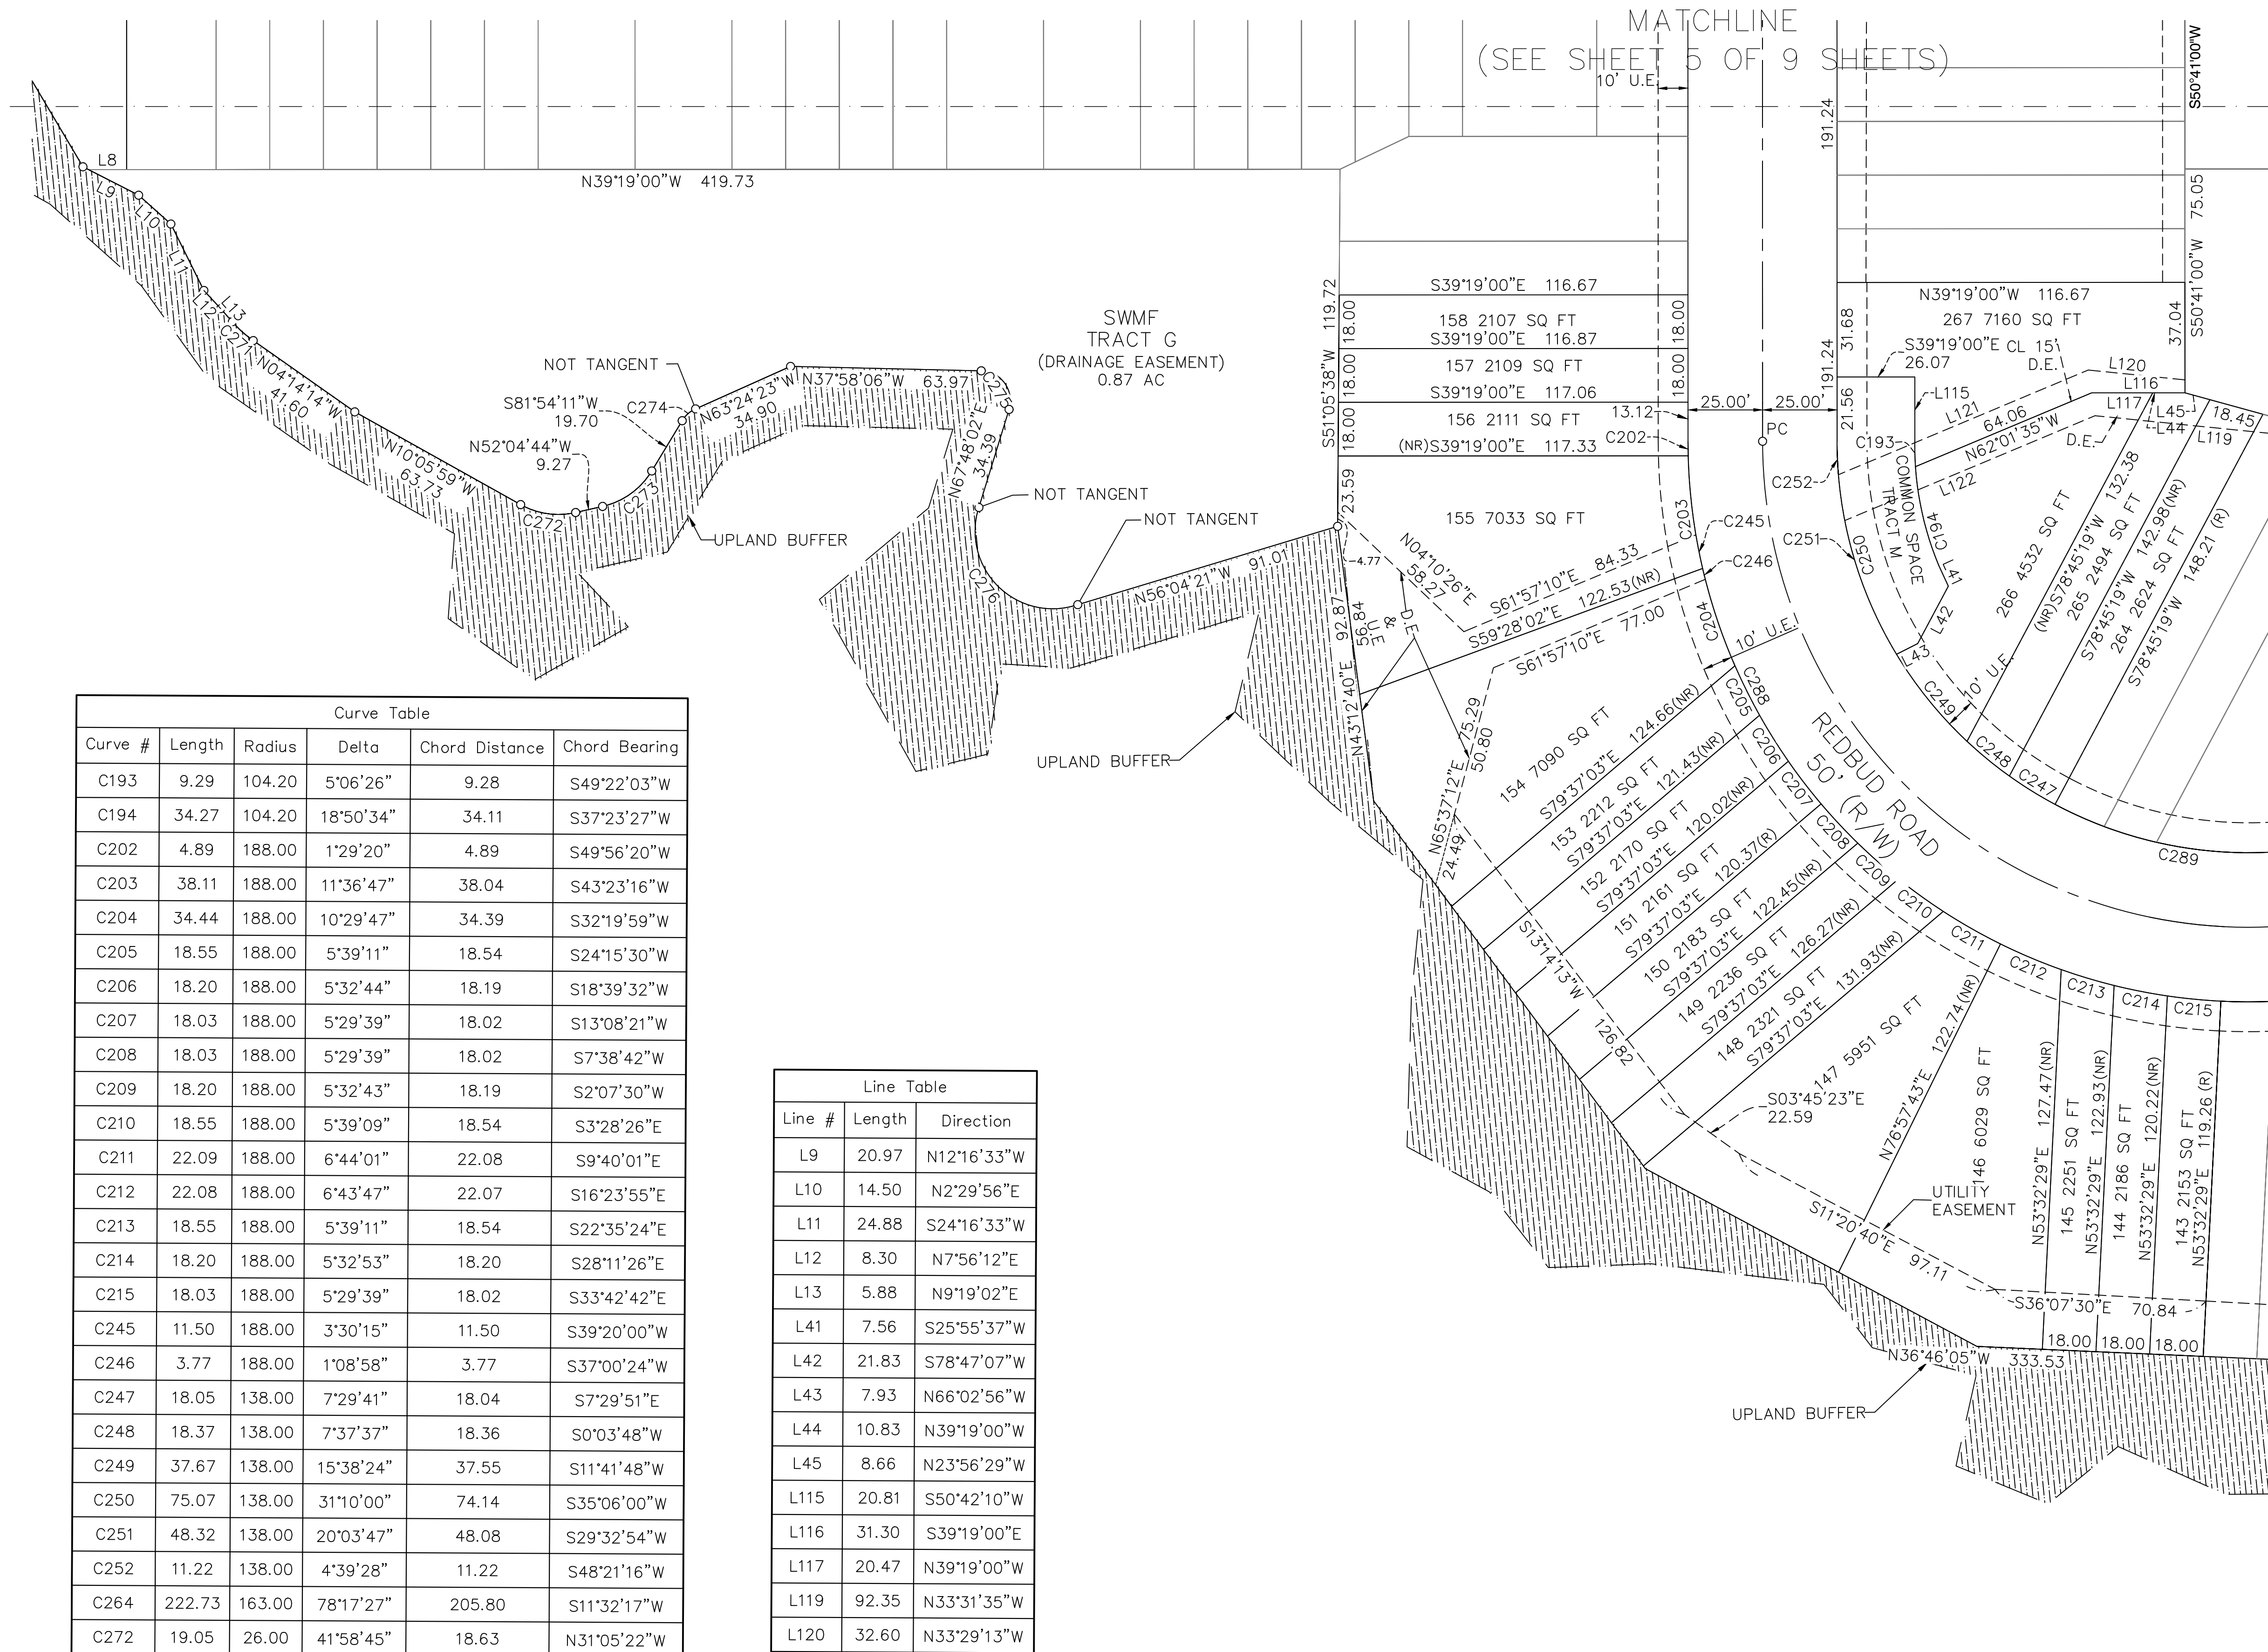 MATCHLINE
(SEE SHEET 5 OF 9 SHEETS)
10' U.E.
191.24
S50°41'00"W
L8
L9
L10
L11
L12
L13
C271
N39°19'00"W 419.73
N04°14'14"W
41.60
N10°05'59"W
63.73
C272
NOT TANGENT
S81°54'11"W
19.70
C274
N52°04'44"W
9.27
C273
N63°24'23"W
34.90
N37°58'06"W 63.97
C275
N67°48'02"E
34.39
UPLAND BUFFER
NOT TANGENT
NOT TANGENT
C276
N56°04'21"W 91.01
SWMF
TRACT G
(DRAINAGE EASEMENT)
0.87 AC
S51°05'38"W 119.72
S39°19'00"E 116.67
18.00
158 2107 SQ FT
18.00
S39°19'00"E 116.87
18.00
157 2109 SQ FT
18.00
S39°19'00"E 117.06
18.00
156 2111 SQ FT
13.12
C202
(NR)S39°19'00"E 117.33
23.59
155 7033 SQ FT
C203
C245
C246
4.77
N04°10'26"E
58.27
S61°57'10"E 84.33
S59°28'02"E 122.53(NR)
S61°57'10"E 77.00
C204
10' U.E.
92.87
N43°12'40"E
56.84
U.E.
&
D.E.
75.29
N65°37'12"E
50.80
24.49
UPLAND BUFFER
25.00'
25.00'
PC
191.24
31.68
21.56
75.05
S50°41'00"W
37.04
N39°19'00"W 116.67
267 7160 SQ FT
S39°19'00"E
26.07
CL 15'
D.E.
L120
L116
L115
L121
64.06
L117
L45
L44
18.45
L119
D.E.
N62°01'35"W
L122
C193
C252
C251
C250
COMMON SPACE
TRACT M
C194
L41
L42
L43
266 4532 SQ FT
(NR)S78°45'19"W 132.38
265 2494 SQ FT
S78°45'19"W 142.98(NR)
264 2624 SQ FT
S78°45'19"W 148.21 (R)
10' U.E.
C249
C248
C247
C289
REDBUD ROAD
50' (R/W)
C288
C205
C206
C207
C208
C209
C210
C211
C212
C213
C214
C215
154 7090 SQ FT
S79°37'03"E 124.66(NR)
153 2212 SQ FT
S79°37'03"E 121.43(NR)
152 2170 SQ FT
S79°37'03"E 120.02(NR)
151 2161 SQ FT
S79°37'03"E 120.37(R)
150 2183 SQ FT
S79°37'03"E 122.45(NR)
149 2236 SQ FT
S79°37'03"E 126.27(NR)
148 2321 SQ FT
S79°37'03"E 131.93(NR)
147 5951 SQ FT
S13°14'13"W 126.82
S03°45'23"E
22.59
N76°57'43"E 122.74(NR)
146 6029 SQ FT
N53°32'29"E 127.47(NR)
145 2251 SQ FT
N53°32'29"E 122.93(NR)
144 2186 SQ FT
N53°32'29"E 120.22(NR)
143 2153 SQ FT
N53°32'29"E 119.26(R)
UTILITY
EASEMENT
S11°20'40"E 97.11
S36°07'30"E 70.84
18.00 18.00 18.00
N36°46'05"W 333.53
UPLAND BUFFER
Curve Table
Curve # Length Radius Delta Chord Distance Chord Bearing
C193 9.29 104.20 5°06'26" 9.28 S49°22'03"W
C194 34.27 104.20 18°50'34" 34.11 S37°23'27"W
C202 4.89 188.00 1°29'20" 4.89 S49°56'20"W
C203 38.11 188.00 11°36'47" 38.04 S43°23'16"W
C204 34.44 188.00 10°29'47" 34.39 S32°19'59"W
C205 18.55 188.00 5°39'11" 18.54 S24°15'30"W
C206 18.20 188.00 5°32'44" 18.19 S18°39'32"W
C207 18.03 188.00 5°29'39" 18.02 S13°08'21"W
C208 18.03 188.00 5°29'39" 18.02 S7°38'42"W
C209 18.20 188.00 5°32'43" 18.19 S2°07'30"W
C210 18.55 188.00 5°39'09" 18.54 S3°28'26"E
C211 22.09 188.00 6°44'01" 22.08 S9°40'01"E
C212 22.08 188.00 6°43'47" 22.07 S16°23'55"E
C213 18.55 188.00 5°39'11" 18.54 S22°35'24"E
C214 18.20 188.00 5°32'53" 18.20 S28°11'26"E
C215 18.03 188.00 5°29'39" 18.02 S33°42'42"E
C245 11.50 188.00 3°30'15" 11.50 S39°20'00"W
C246 3.77 188.00 1°08'58" 3.77 S37°00'24"W
C247 18.05 138.00 7°29'41" 18.04 S7°29'51"E
C248 18.37 138.00 7°37'37" 18.36 S0°03'48"W
C249 37.67 138.00 15°38'24" 37.55 S11°41'48"W
C250 75.07 138.00 31°10'00" 74.14 S35°06'00"W
C251 48.32 138.00 20°03'47" 48.08 S29°32'54"W
C252 11.22 138.00 4°39'28" 11.22 S48°21'16"W
C264 222.73 163.00 78°17'27" 205.80 S11°32'17"W
C272 19.05 26.00 41°58'45" 18.63 N31°05'22"W
Line Table
Line # Length Direction
L9 20.97 N12°16'33"W
L10 14.50 N2°29'56"E
L11 24.88 S24°16'33"W
L12 8.30 N7°56'12"E
L13 5.88 N9°19'02"E
L41 7.56 S25°55'37"W
L42 21.83 S78°47'07"W
L43 7.93 N66°02'56"W
L44 10.83 N39°19'00"W
L45 8.66 N23°56'29"W
L115 20.81 S50°42'10"W
L116 31.30 S39°19'00"E
L117 20.47 N39°19'00"W
L119 92.35 N33°31'35"W
L120 32.60 N33°29'13"W